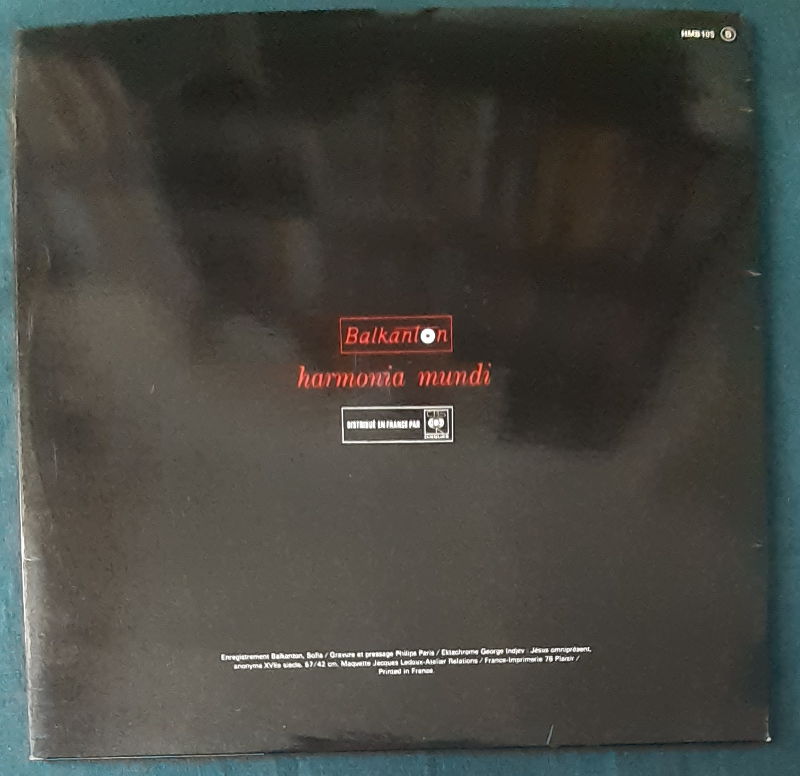 HMB 105 B
Balkanton
harmonia mundi
DISTRIBUÉ EN FRANCE PAR CBS
DISQUES
Enregistrement Balkanton, Sofia / Gravure et pressage Philips Paris / Ektachrome George Indjev : Jésus omniprésent,
anonyme XVIIe siècle, 67/42 cm. Maquette Jacques Ledoux-Atelier Relations / France-Imprimerie 78 Plaisir /
Printed in France.